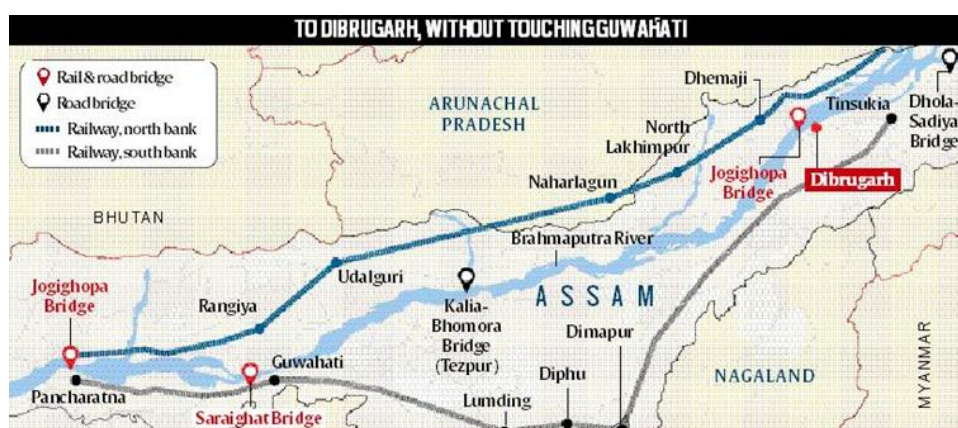 TO DIBRUGARH, WITHOUT TOUCHING GUWAHATI
Rail & road bridge
Road bridge
Railway, north bank
Railway, south bank
ARUNACHAL
PRADESH
Dhemaji
Tinsukia
Dhola-
Sadiya
Bridge
North
Lakhimpur
Jogighopa
Bridge
Dibrugarh
Naharlagun
BHUTAN
Brahmaputra River
Udalguri
Jogighopa
Bridge
Rangiya
ASSAM
Kalia-
Bhomora
Bridge
(Tezpur)
Dimapur
Guwahati
Diphu
NAGALAND
MYANMAR
Pancharatna
Lumding
Saraighat Bridge